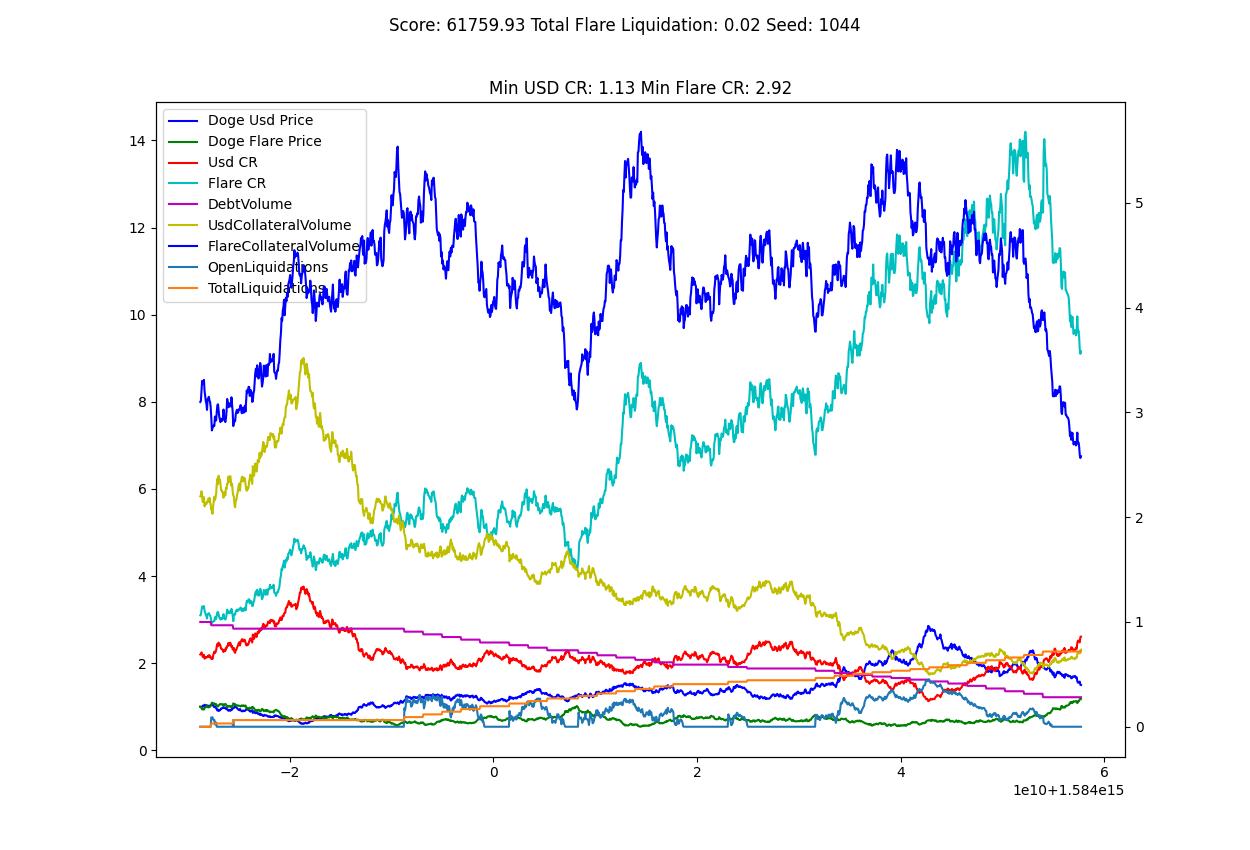 Score: 61759.93 Total Flare Liquidation: 0.02 Seed: 1044
Min USD CR: 1.13 Min Flare CR: 2.92
Doge Usd Price
Doge Flare Price
Usd CR
Flare CR
DebtVolume
UsdCollateralVolume
FlareCollateralVolume
OpenLiquidations
TotalLiquidations
14
12
10
8
6
4
2
0
5
4
3
2
1
0
−2 0 2 4 6
1e10+1.584e15